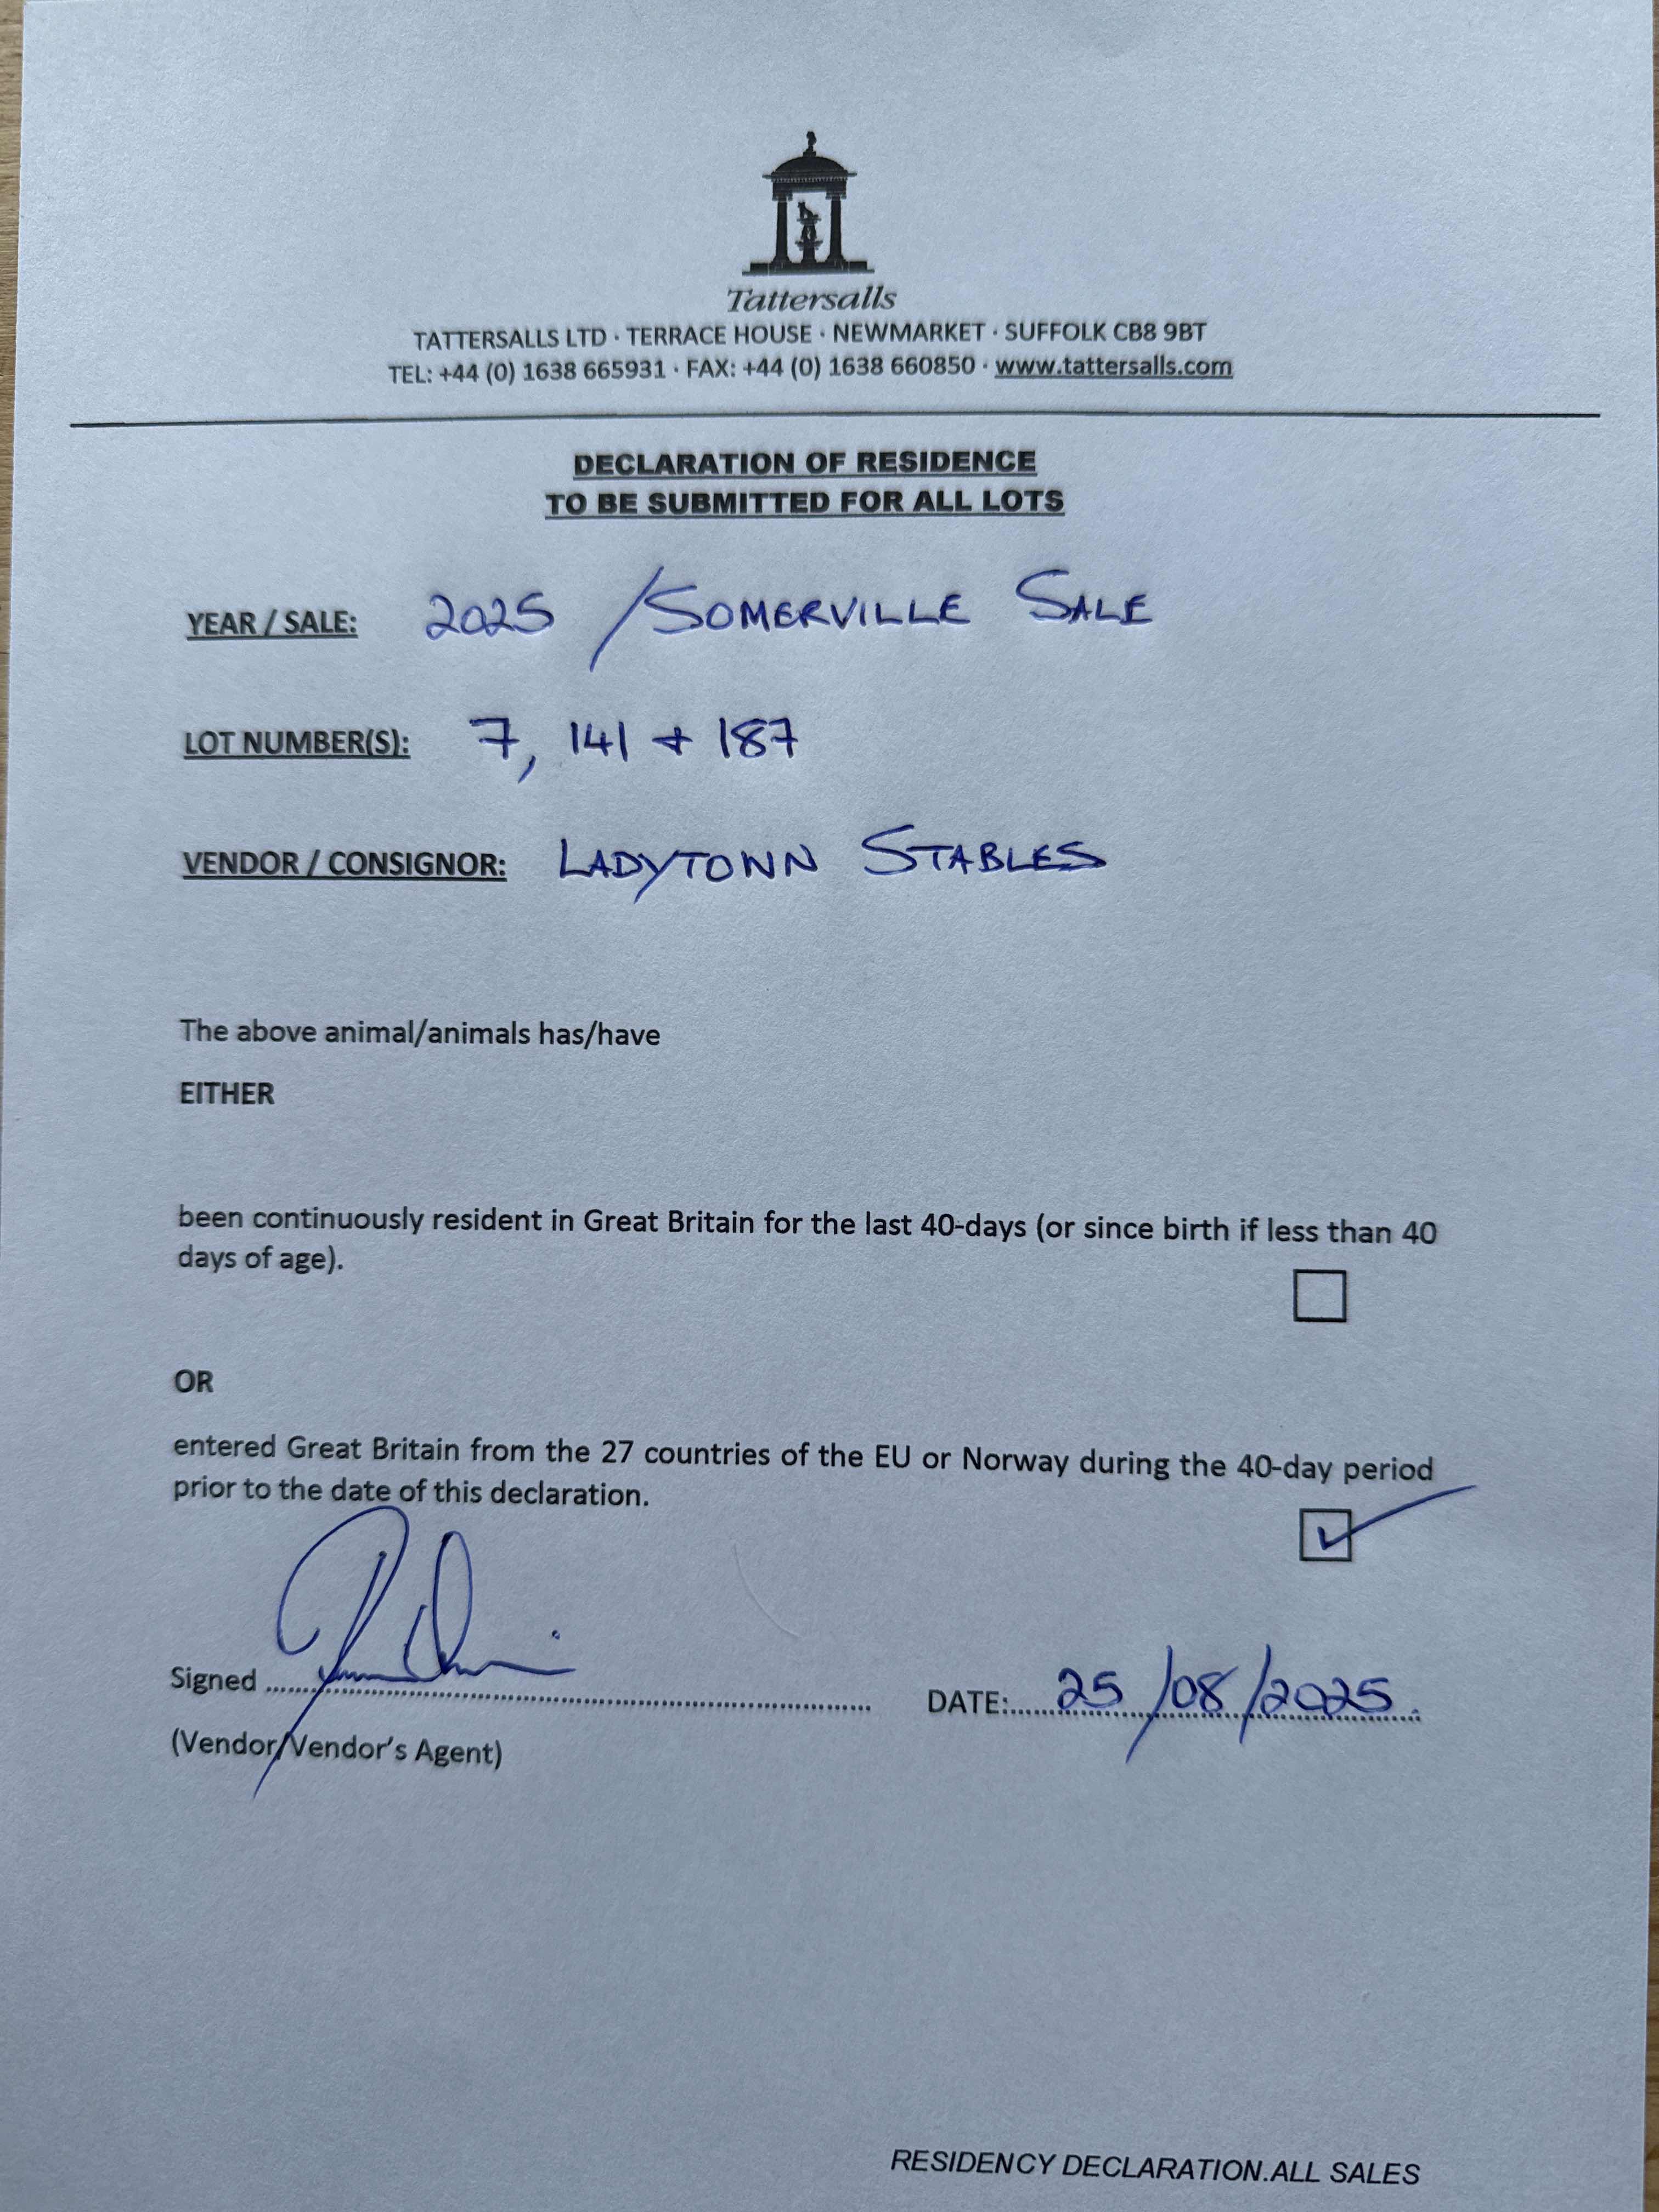 Tattersalls
TATTERSALLS LTD · TERRACE HOUSE · NEWMARKET · SUFFOLK CB8 9BT
TEL: +44 (0) 1638 665931 · FAX: +44 (0) 1638 660850 · www.tattersalls.com
DECLARATION OF RESIDENCE
TO BE SUBMITTED FOR ALL LOTS
YEAR / SALE: 2025 / SOMERVILLE SALE
LOT NUMBER(S): 7, 141 + 187
VENDOR / CONSIGNOR: LADYTOWN STABLES
The above animal/animals has/have
EITHER
been continuously resident in Great Britain for the last 40-days (or since birth if less than 40
days of age).
OR
entered Great Britain from the 27 countries of the EU or Norway during the 40-day period
prior to the date of this declaration.
Signed ........ DATE:...... 25/08/2025.
(Vendor/Vendor's Agent)
RESIDENCY DECLARATION.ALL SALES